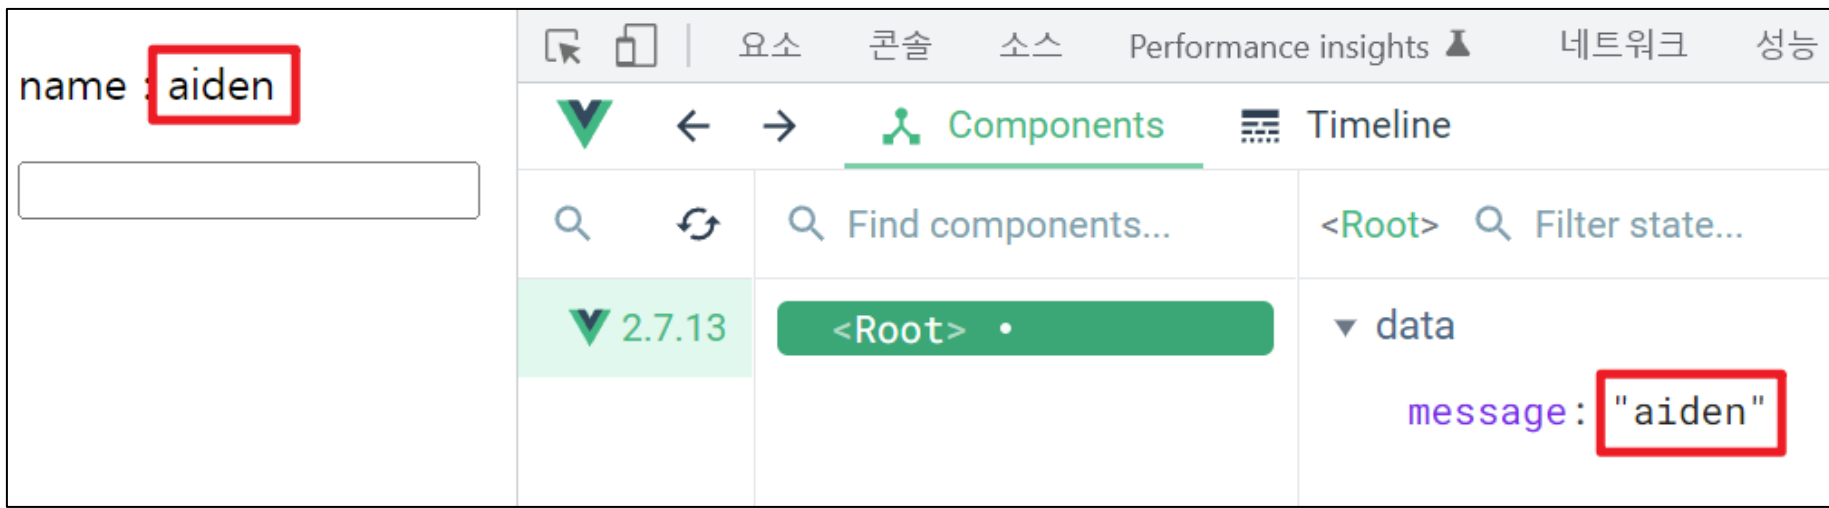 name : aiden
요소 콘솔 소스 Performance insights 네트워크 성능
Components Timeline
Find components... <Root> Filter state...
2.7.13 <Root> • data
message: "aiden"